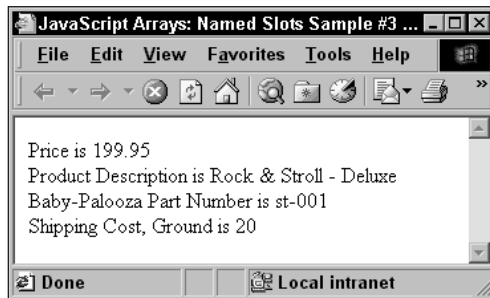 JavaScript Arrays: Named Slots Sample #3 ...
File Edit View Favorites Tools Help
»
Price is 199.95
Product Description is Rock & Stroll - Deluxe
Baby-Palooza Part Number is st-001
Shipping Cost, Ground is 20
Done Local intranet